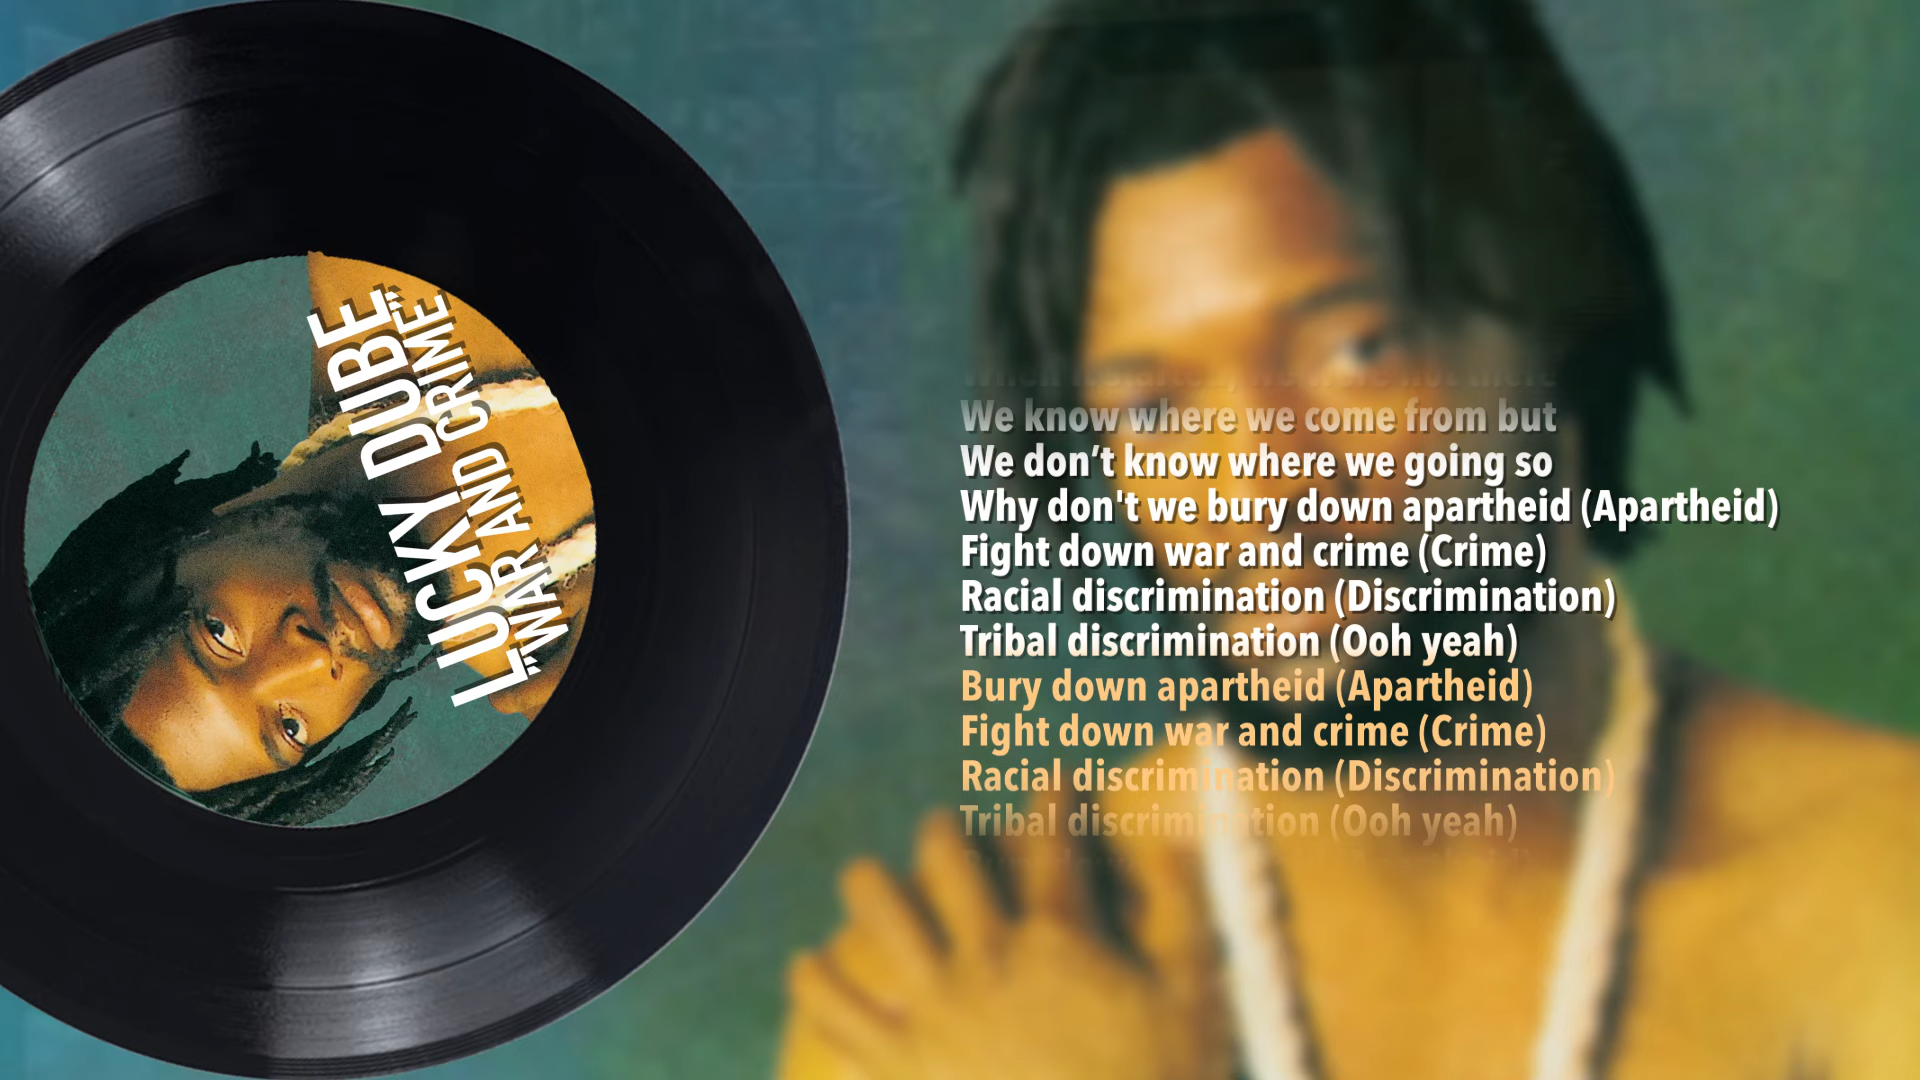 LUCKY DUBE
"WAR AND CRIME"
We know where we come from but
We don’t know where we going so
Why don't we bury down apartheid (Apartheid)
Fight down war and crime (Crime)
Racial discrimination (Discrimination)
Tribal discrimination (Ooh yeah)
Bury down apartheid (Apartheid)
Fight down war and crime (Crime)
Racial discrimination (Discrimination)
Tribal discrimination (Ooh yeah)